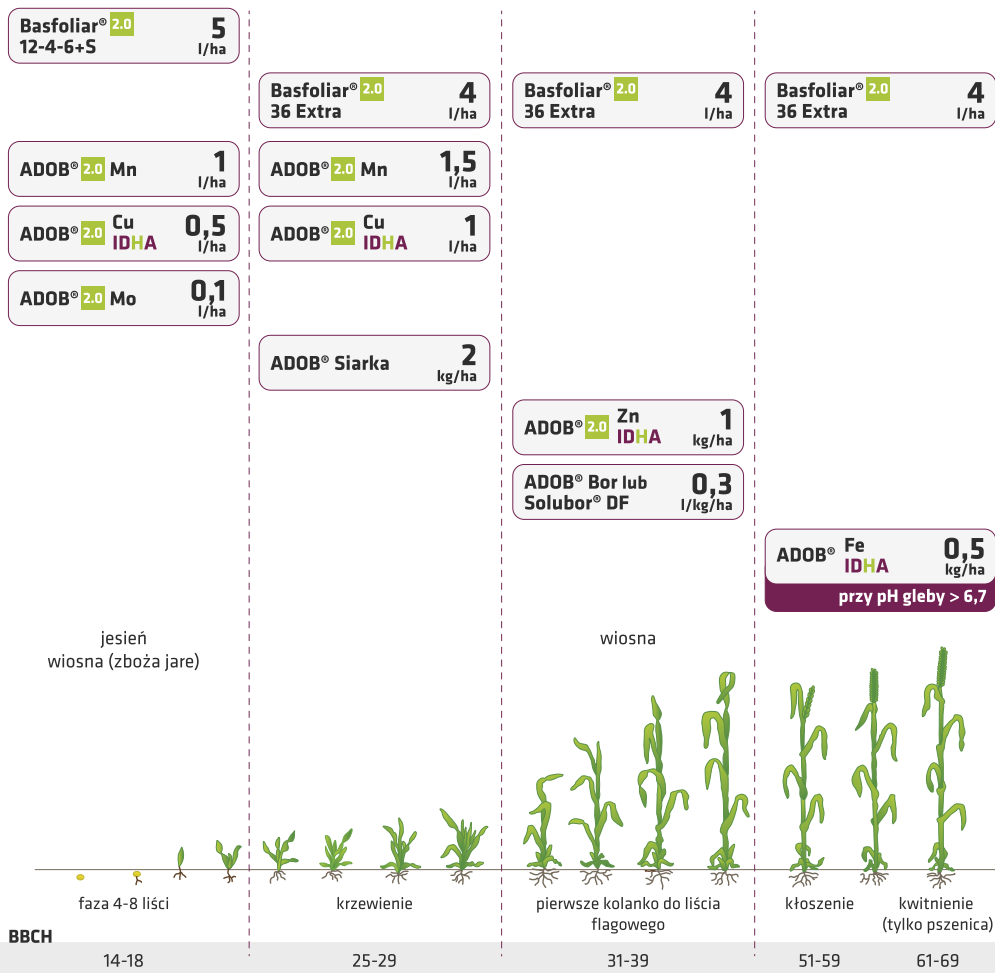 Basfoliar® 2.0 5
12-4-6+S l/ha
Basfoliar® 2.0 4
36 Extra l/ha
Basfoliar® 2.0 4
36 Extra l/ha
Basfoliar® 2.0 4
36 Extra l/ha
ADOB® 2.0 Mn 1
l/ha
ADOB® 2.0 Mn 1,5
l/ha
ADOB® 2.0 Cu 0,5
IDHA l/ha
ADOB® 2.0 Cu 1
IDHA l/ha
ADOB® 2.0 Mo 0,1
l/ha
ADOB® Siarka 2
kg/ha
ADOB® 2.0 Zn 1
IDHA kg/ha
ADOB® Bor lub 0,3
Solubor® DF l/kg/ha
ADOB® Fe 0,5
IDHA kg/ha
przy pH gleby > 6,7
jesień
wiosna (zboża jare)
wiosna
faza 4-8 liści
krzewienie
pierwsze kolanko do liścia
flagowego
kłoszenie
kwitnienie
(tylko pszenica)
BBCH
14-18
25-29
31-39
51-59
61-69